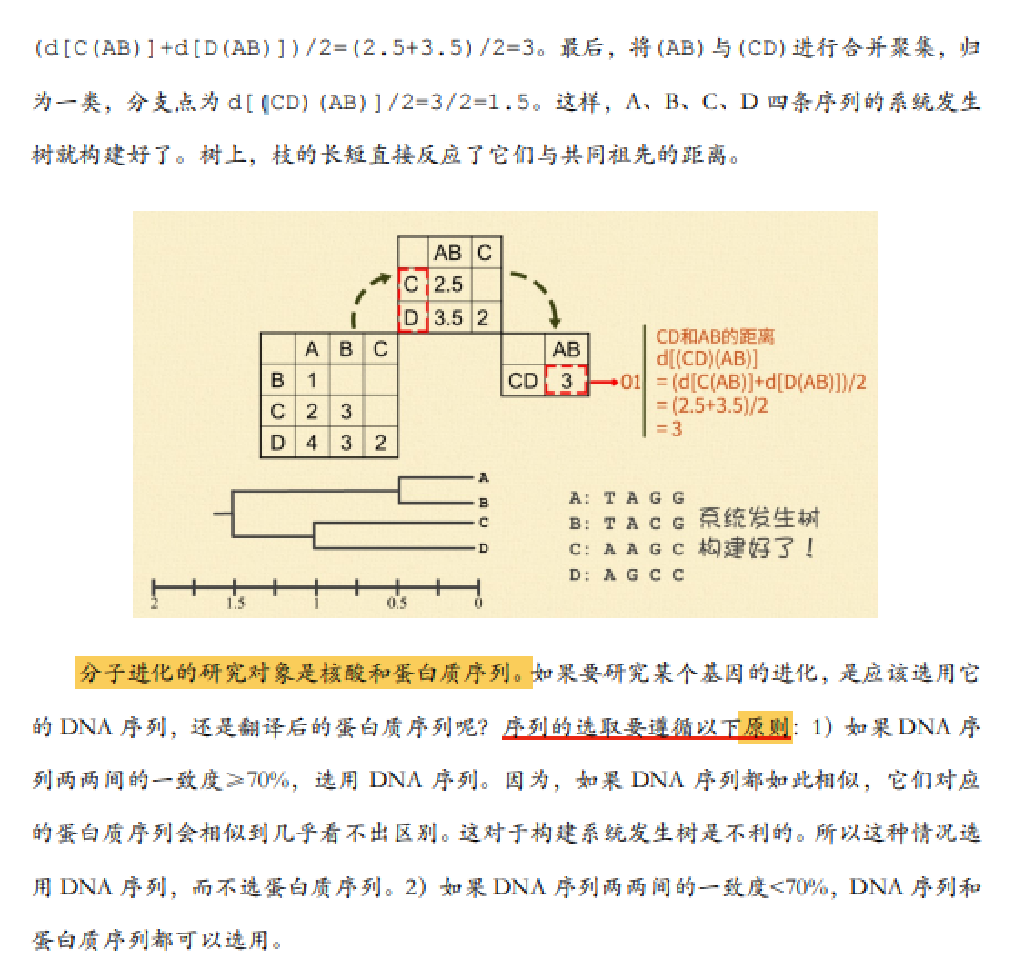 (d[C(AB)]+d[D(AB)])/2=(2.5+3.5)/2=3。最后，将(AB)与(CD)进行合并聚集，归
为一类，分支点为d[(CD)(AB)]/2=3/2=1.5。这样，A、B、C、D 四条序列的系统发生
树就构建好了。树上，枝的长短直接反应了它们与共同祖先的距离。
AB C
C 2.5
D 3.5 2
A B C
B 1
C 2 3
D 4 3 2
AB
CD 3
01
CD和AB的距离
d[(CD)(AB)]
= (d[C(AB)]+d[D(AB)])/2
= (2.5+3.5)/2
= 3
A
B
C
D
2 1.5 1 0.5 0
A: T A G G
B: T A C G
C: A A G C
D: A G C C
系统发生树
构建好了！
分子进化的研究对象是核酸和蛋白质序列。如果要研究某个基因的进化，是应该选用它
的 DNA 序列，还是翻译后的蛋白质序列呢？序列的选取要遵循以下原则：1）如果 DNA 序
列两两间的一致度≥70%，选用 DNA 序列。因为，如果 DNA 序列都如此相似，它们对应
的蛋白质序列会相似到几乎看不出区别。这对于构建系统发生树是不利的。所以这种情况选
用 DNA 序列，而不选蛋白质序列。2）如果 DNA 序列两两间的一致度<70%，DNA 序列和
蛋白质序列都可以选用。